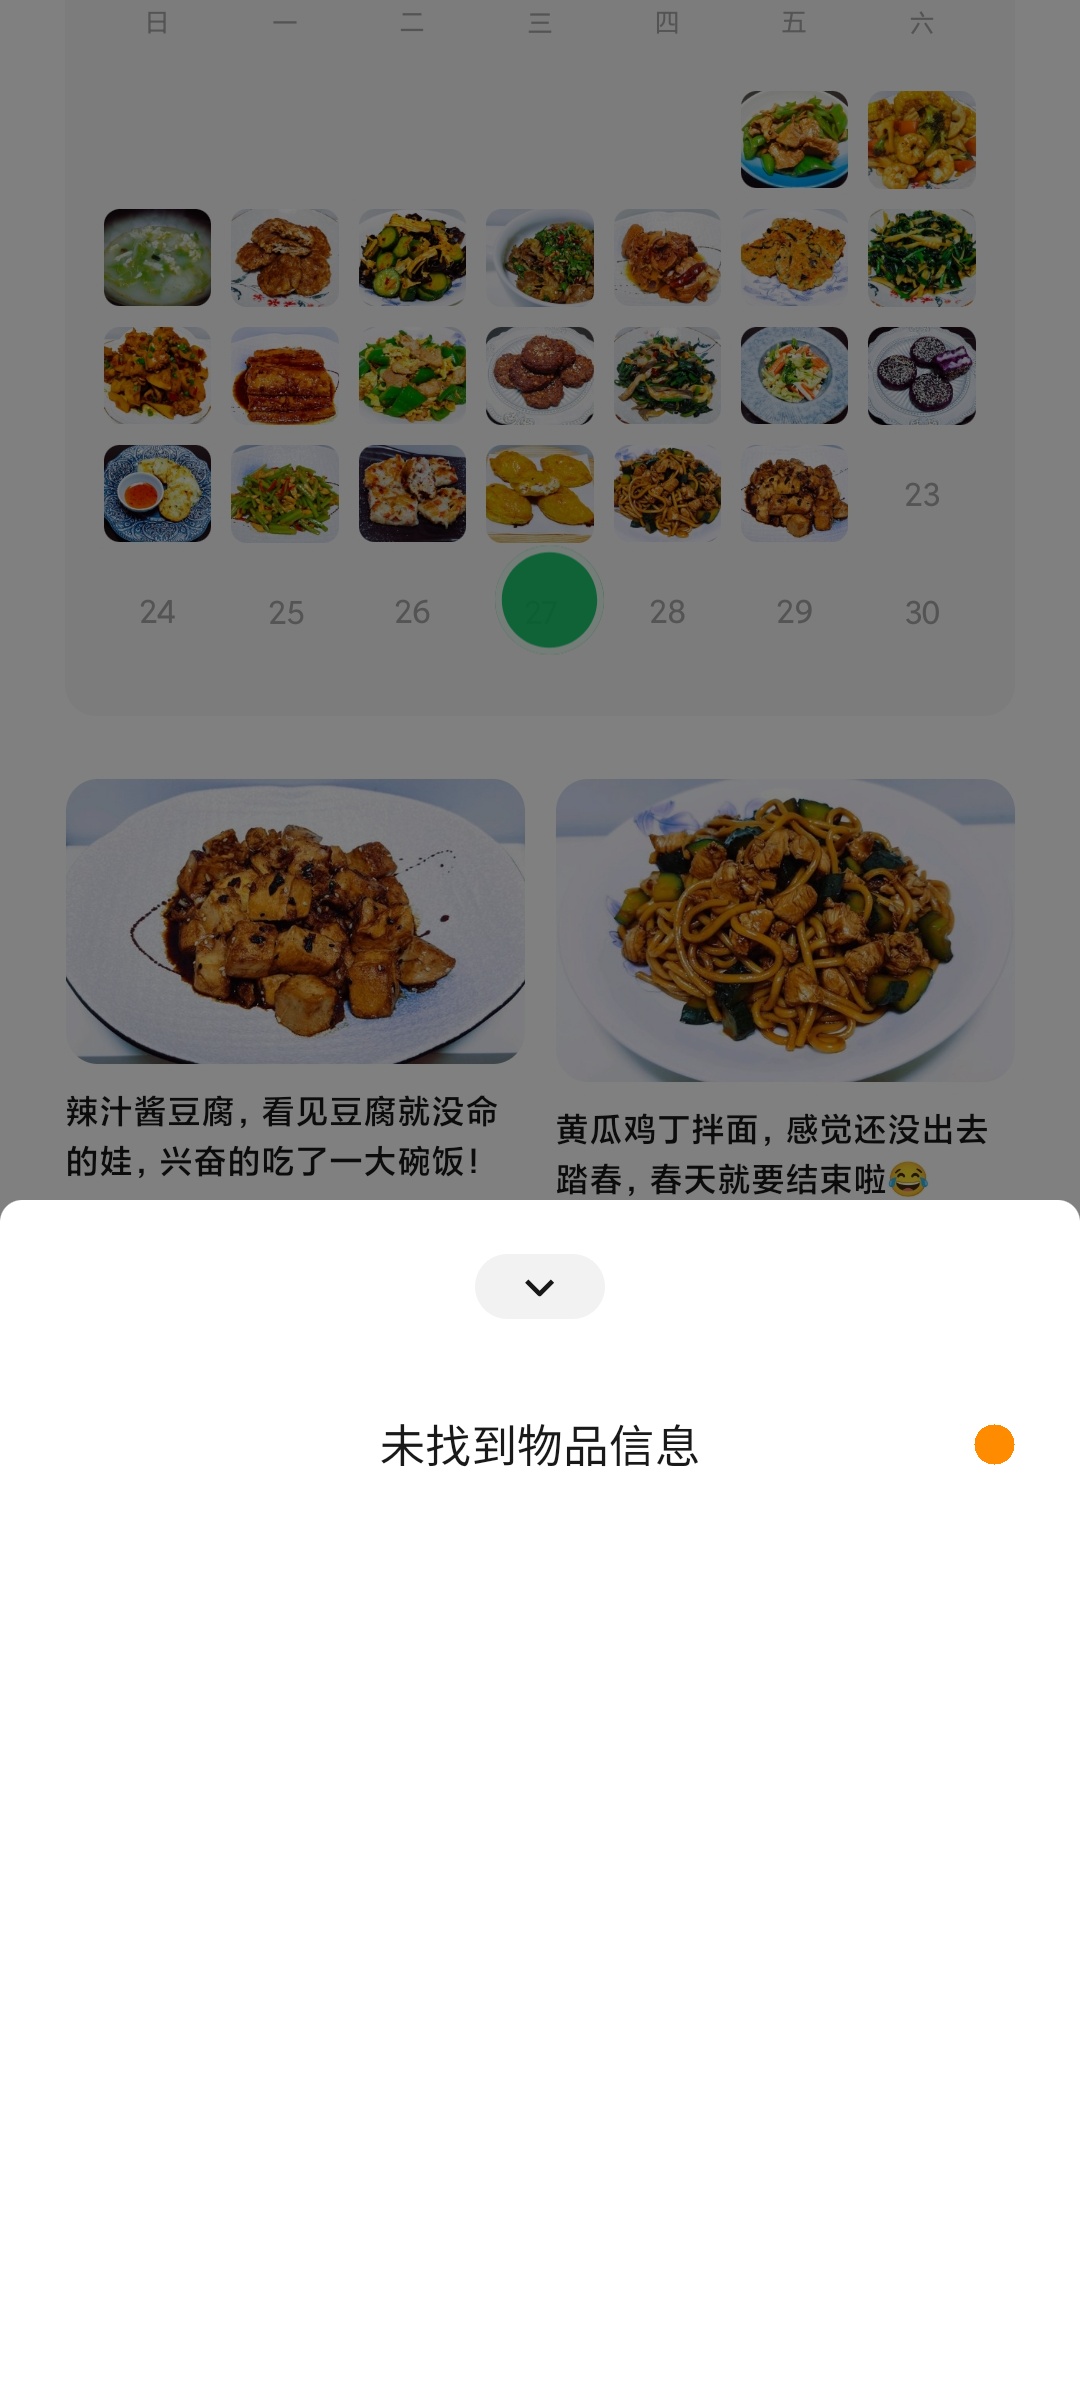 日 一 二 三 四 五 六
23
24 25 26 27 28 29 30
辣汁酱豆腐，看见豆腐就没命
的娃，兴奋的吃了一大碗饭！
黄瓜鸡丁拌面，感觉还没出去
踏春，春天就要结束啦😂
未找到物品信息